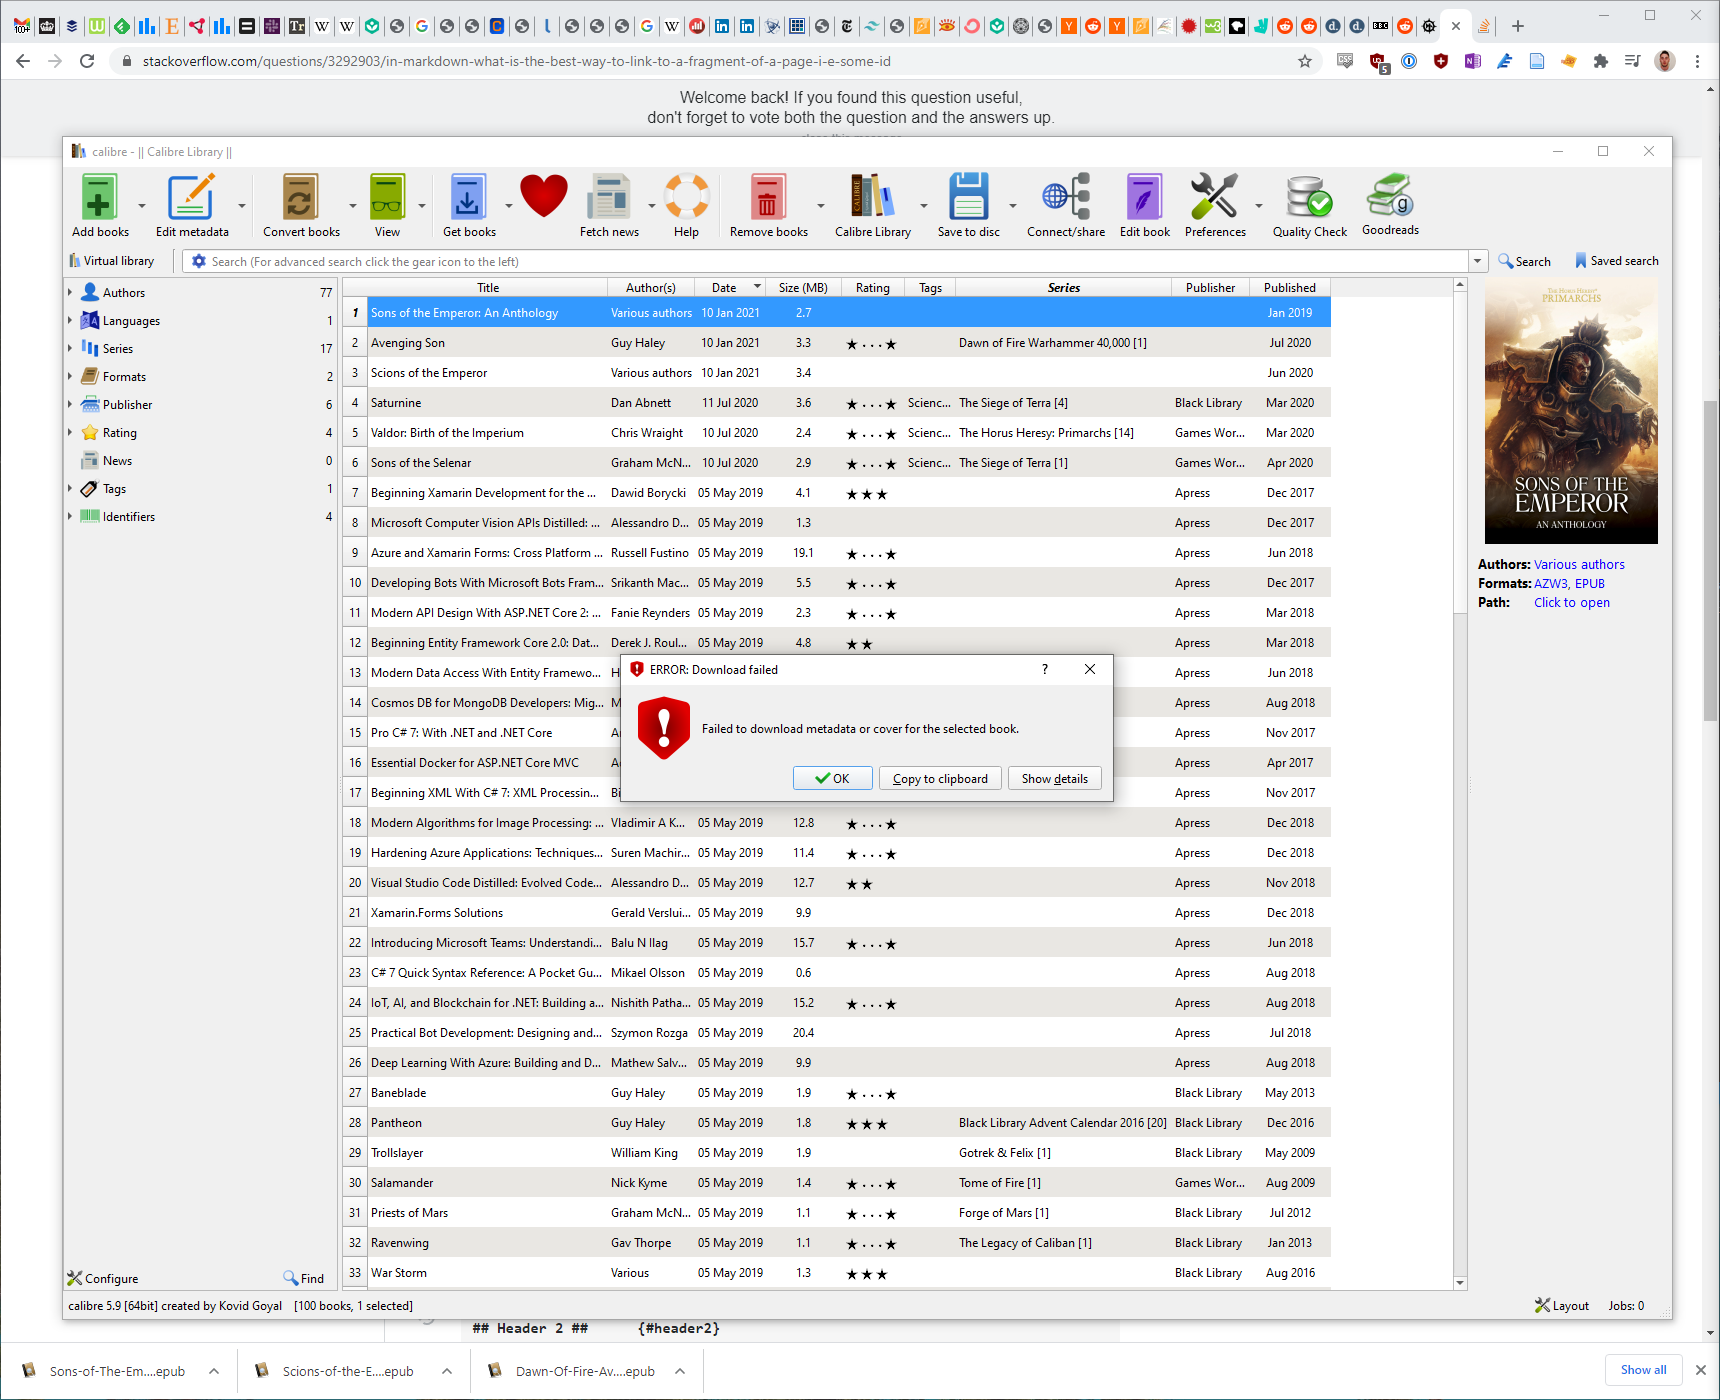 stackoverflow.com/questions/3292903/in-markdown-what-is-the-best-way-to-link-to-a-fragment-of-a-page-i-e-some-id
Welcome back! If you found this question useful,
don't forget to vote both the question and the answers up.
calibre - || Calibre Library ||
Add books
Edit metadata
Convert books
View
Get books
Fetch news
Help
Remove books
Calibre Library
Save to disc
Connect/share
Edit book
Preferences
Quality Check
Goodreads
Virtual library
Search (For advanced search click the gear icon to the left)
Search
Saved search
Authors 77
Languages 1
Series 17
Formats 2
Publisher 6
Rating 4
News 0
Tags 1
Identifiers 4
Title Author(s) Date Size (MB) Rating Tags Series Publisher Published
1 Sons of the Emperor: An Anthology Various authors 10 Jan 2021 2.7 Jan 2019
2 Avenging Son Guy Haley 10 Jan 2021 3.3 ★...★ Dawn of Fire Warhammer 40,000 [1] Jul 2020
3 Scions of the Emperor Various authors 10 Jan 2021 3.4 Jun 2020
4 Saturnine Dan Abnett 11 Jul 2020 3.6 ★...★ Scienc... The Siege of Terra [4] Black Library Mar 2020
5 Valdor: Birth of the Imperium Chris Wraight 10 Jul 2020 2.4 ★...★ Scienc... The Horus Heresy: Primarchs [14] Games Wor... Mar 2020
6 Sons of the Selenar Graham McN... 10 Jul 2020 2.9 ★...★ Scienc... The Siege of Terra [1] Games Wor... Apr 2020
7 Beginning Xamarin Development for the ... Dawid Borycki 05 May 2019 4.1 ★★★ Apress Dec 2017
8 Microsoft Computer Vision APIs Distilled: ... Alessandro D... 05 May 2019 1.3 Apress Dec 2017
9 Azure and Xamarin Forms: Cross Platform ... Russell Fustino 05 May 2019 19.1 ★...★ Apress Jun 2018
10 Developing Bots With Microsoft Bots Fram... Srikanth Mac... 05 May 2019 5.5 ★...★ Apress Dec 2017
11 Modern API Design With ASP.NET Core 2: ... Fanie Reynders 05 May 2019 2.3 ★...★ Apress Mar 2018
12 Beginning Entity Framework Core 2.0: Dat... Derek J. Roul... 05 May 2019 4.8 ★★ Apress Mar 2018
13 Modern Data Access With Entity Framewo... H Apress Jun 2018
14 Cosmos DB for MongoDB Developers: Mig... M Apress Aug 2018
15 Pro C# 7: With .NET and .NET Core A Apress Nov 2017
16 Essential Docker for ASP.NET Core MVC A Apress Apr 2017
17 Beginning XML With C# 7: XML Processin... Bi Apress Nov 2017
18 Modern Algorithms for Image Processing: ... Vladimir A K... 05 May 2019 12.8 ★...★ Apress Dec 2018
19 Hardening Azure Applications: Techniques... Suren Machir... 05 May 2019 11.4 ★...★ Apress Dec 2018
20 Visual Studio Code Distilled: Evolved Code... Alessandro D... 05 May 2019 12.7 ★★ Apress Nov 2018
21 Xamarin.Forms Solutions Gerald Verslui... 05 May 2019 9.9 Apress Dec 2018
22 Introducing Microsoft Teams: Understandi... Balu N Ilag 05 May 2019 15.7 ★...★ Apress Jun 2018
23 C# 7 Quick Syntax Reference: A Pocket Gu... Mikael Olsson 05 May 2019 0.6 Apress Aug 2018
24 IoT, AI, and Blockchain for .NET: Building a... Nishith Patha... 05 May 2019 15.2 ★...★ Apress Aug 2018
25 Practical Bot Development: Designing and... Szymon Rozga 05 May 2019 20.4 Apress Jul 2018
26 Deep Learning With Azure: Building and D... Mathew Salv... 05 May 2019 9.9 Apress Aug 2018
27 Baneblade Guy Haley 05 May 2019 1.9 ★...★ Black Library May 2013
28 Pantheon Guy Haley 05 May 2019 1.8 ★★★ Black Library Advent Calendar 2016 [20] Black Library Dec 2016
29 Trollslayer William King 05 May 2019 1.9 Gotrek & Felix [1] Black Library May 2009
30 Salamander Nick Kyme 05 May 2019 1.4 ★...★ Tome of Fire [1] Games Wor... Aug 2009
31 Priests of Mars Graham McN... 05 May 2019 1.1 ★...★ Forge of Mars [1] Black Library Jul 2012
32 Ravenwing Gav Thorpe 05 May 2019 1.1 ★...★ The Legacy of Caliban [1] Black Library Jan 2013
33 War Storm Various 05 May 2019 1.3 ★★★ Black Library Aug 2016
ERROR: Download failed
?
Failed to download metadata or cover for the selected book.
OK
Copy to clipboard
Show details
THE HORUS HERESY
PRIMARCHS
SONS OF THE
EMPEROR
AN ANTHOLOGY
Authors: Various authors
Formats: AZW3, EPUB
Path: Click to open
Configure
Find
calibre 5.9 [64bit] created by Kovid Goyal [100 books, 1 selected]
Layout
Jobs: 0
## Header 2 ## {#header2}
Sons-of-The-Em....epub
Scions-of-the-E....epub
Dawn-Of-Fire-Av....epub
Show all